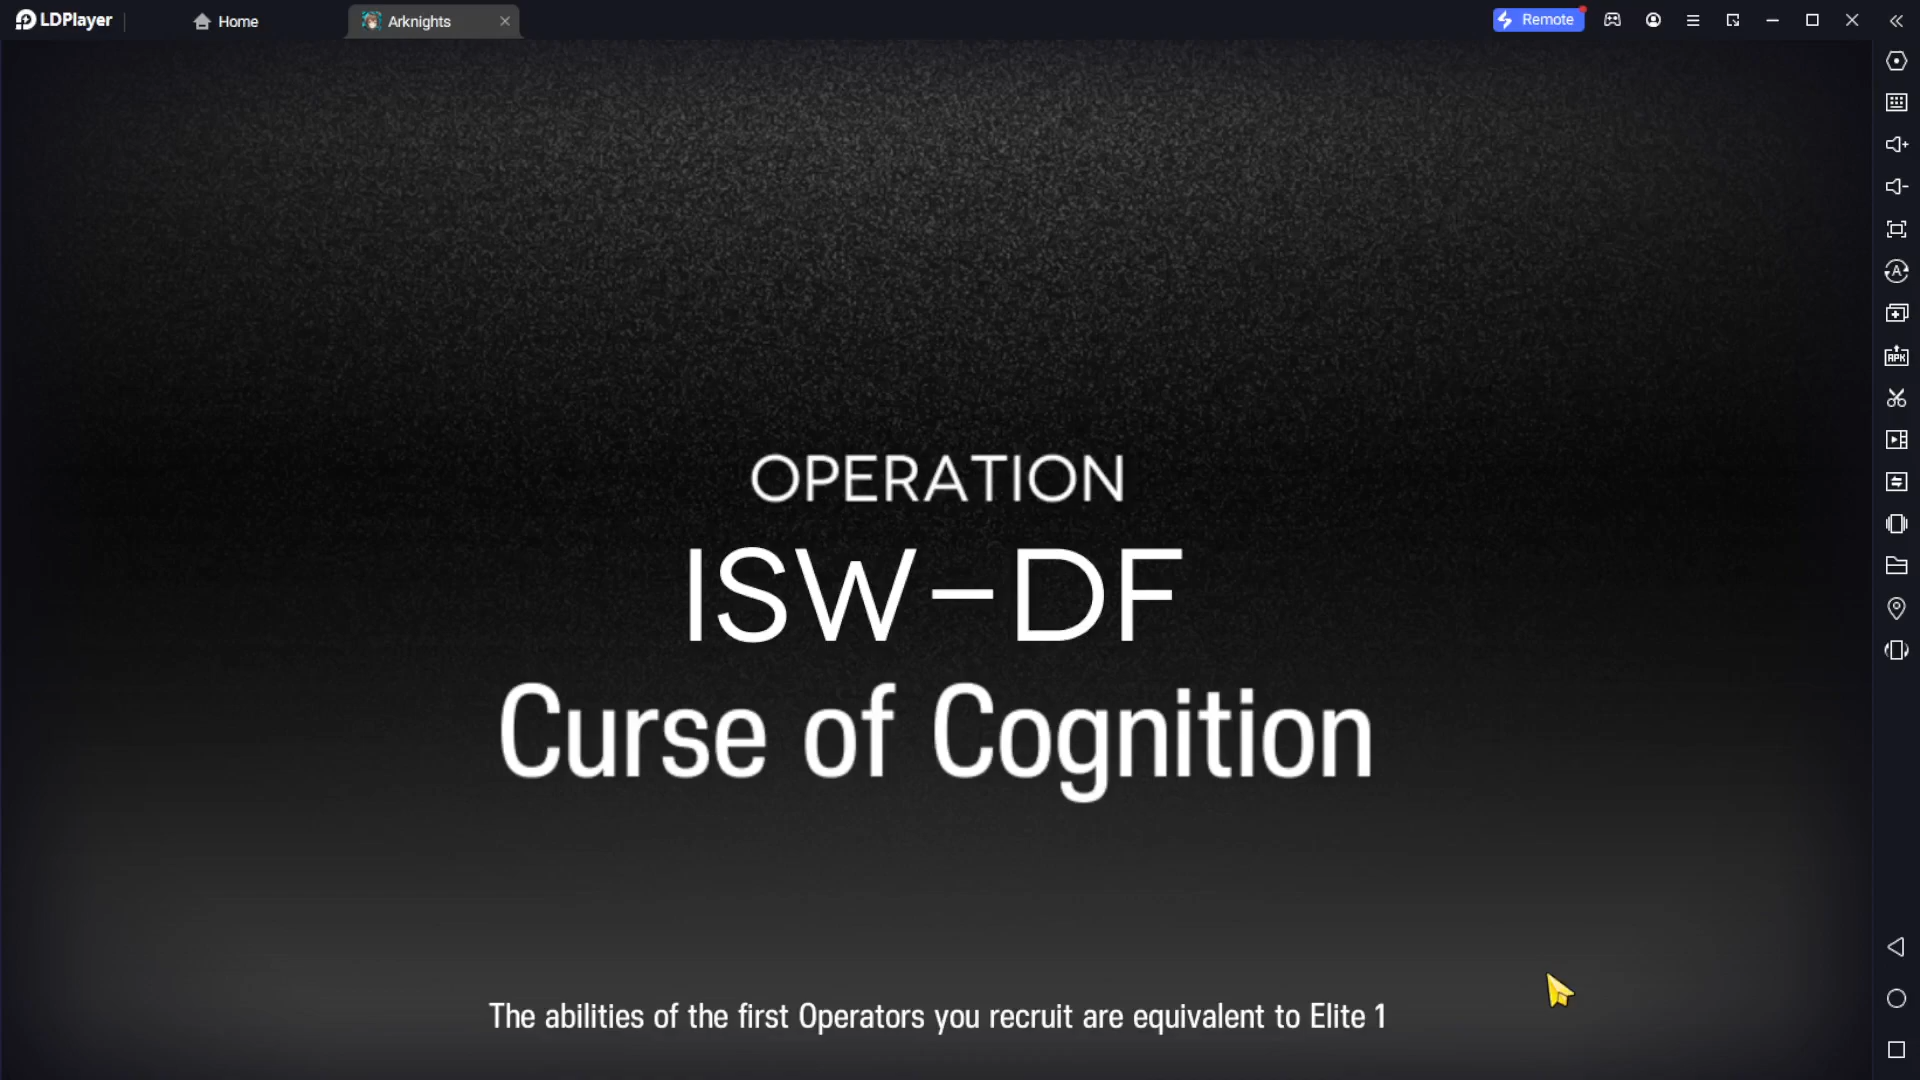 LDPlayer
Home
Arknights
Remote
OPERATION
ISW-DF
Curse of Cognition
The abilities of the first Operators you recruit are equivalent to Elite 1
A
APK